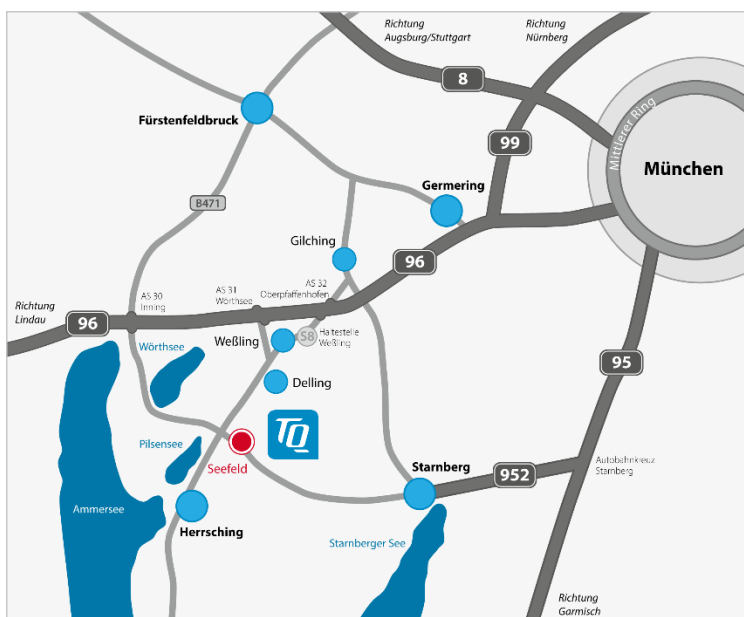 Richtung
Augsburg/Stuttgart
Richtung
Nürnberg
8
Mittlerer Ring
Fürstenfeldbruck
99
München
Germering
B471
Gilching
96
AS 30
Inning
AS 31
Wörthsee
AS 32
Oberpfaffenhofen
Richtung
Lindau
96
Wörthsee
Weßling
S8
Haltestelle
Weßling
95
Delling
TQ
Pilsensee
Seefeld
Starnberg
952
Autobahnkreuz
Starnberg
Ammersee
Herrsching
Starnberger See
Richtung
Garmisch